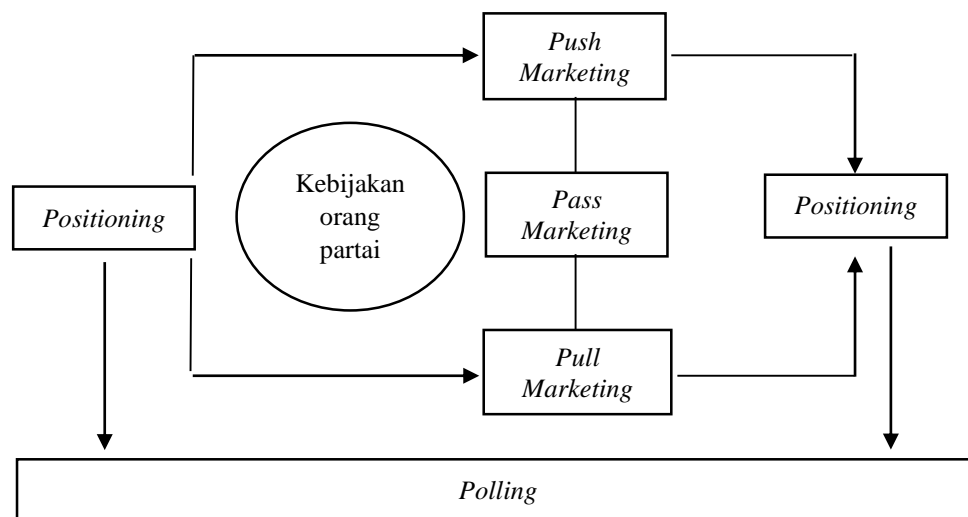 Push
Marketing
Kebijakan
orang
partai
Positioning
Pass
Marketing
Positioning
Pull
Marketing
Polling